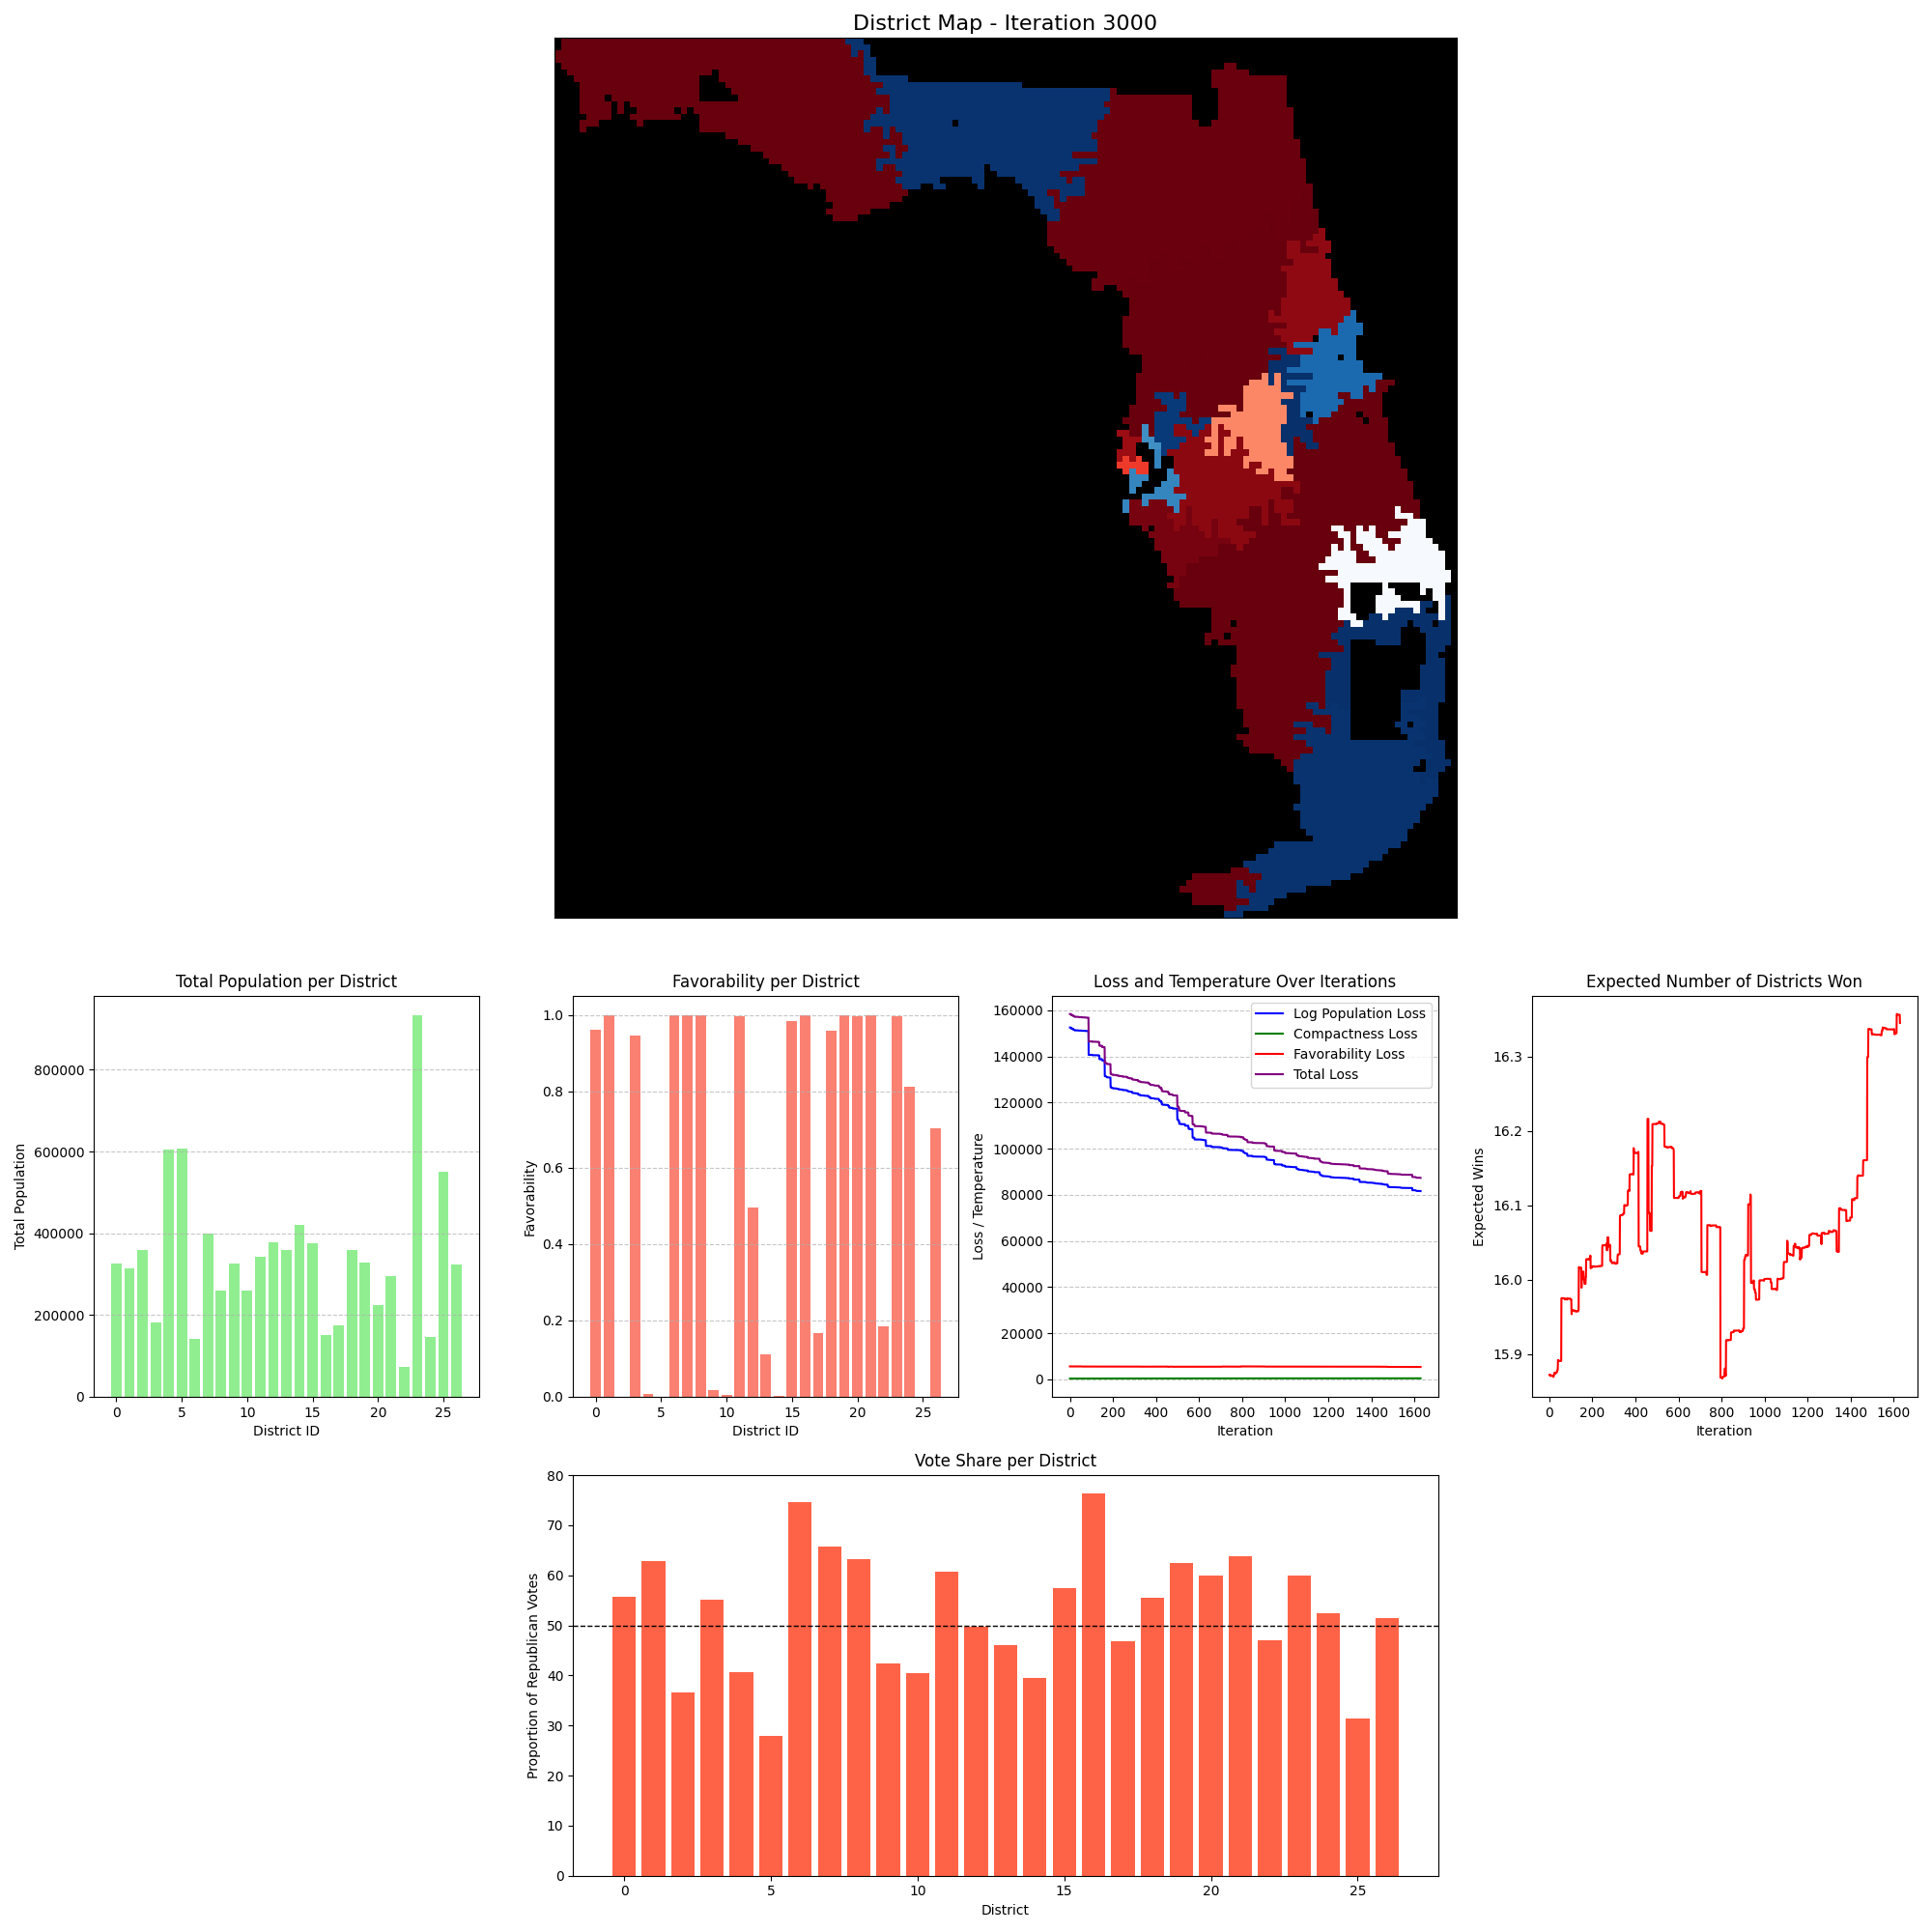 District Map - Iteration 3000
Total Population per District
Total Population
800000
600000
400000
200000
0
0 5 10 15 20 25
District ID
Favorability per District
Favorability
1.0
0.8
0.6
0.4
0.2
0.0
0 5 10 15 20 25
District ID
Loss and Temperature Over Iterations
Loss / Temperature
160000
140000
120000
100000
80000
60000
40000
20000
0
Log Population Loss
Compactness Loss
Favorability Loss
Total Loss
0 200 400 600 800 1000 1200 1400 1600
Iteration
Expected Number of Districts Won
Expected Wins
16.3
16.2
16.1
16.0
15.9
0 200 400 600 800 1000 1200 1400 1600
Iteration
Vote Share per District
Proportion of Republican Votes
80
70
60
50
40
30
20
10
0
0 5 10 15 20 25
District